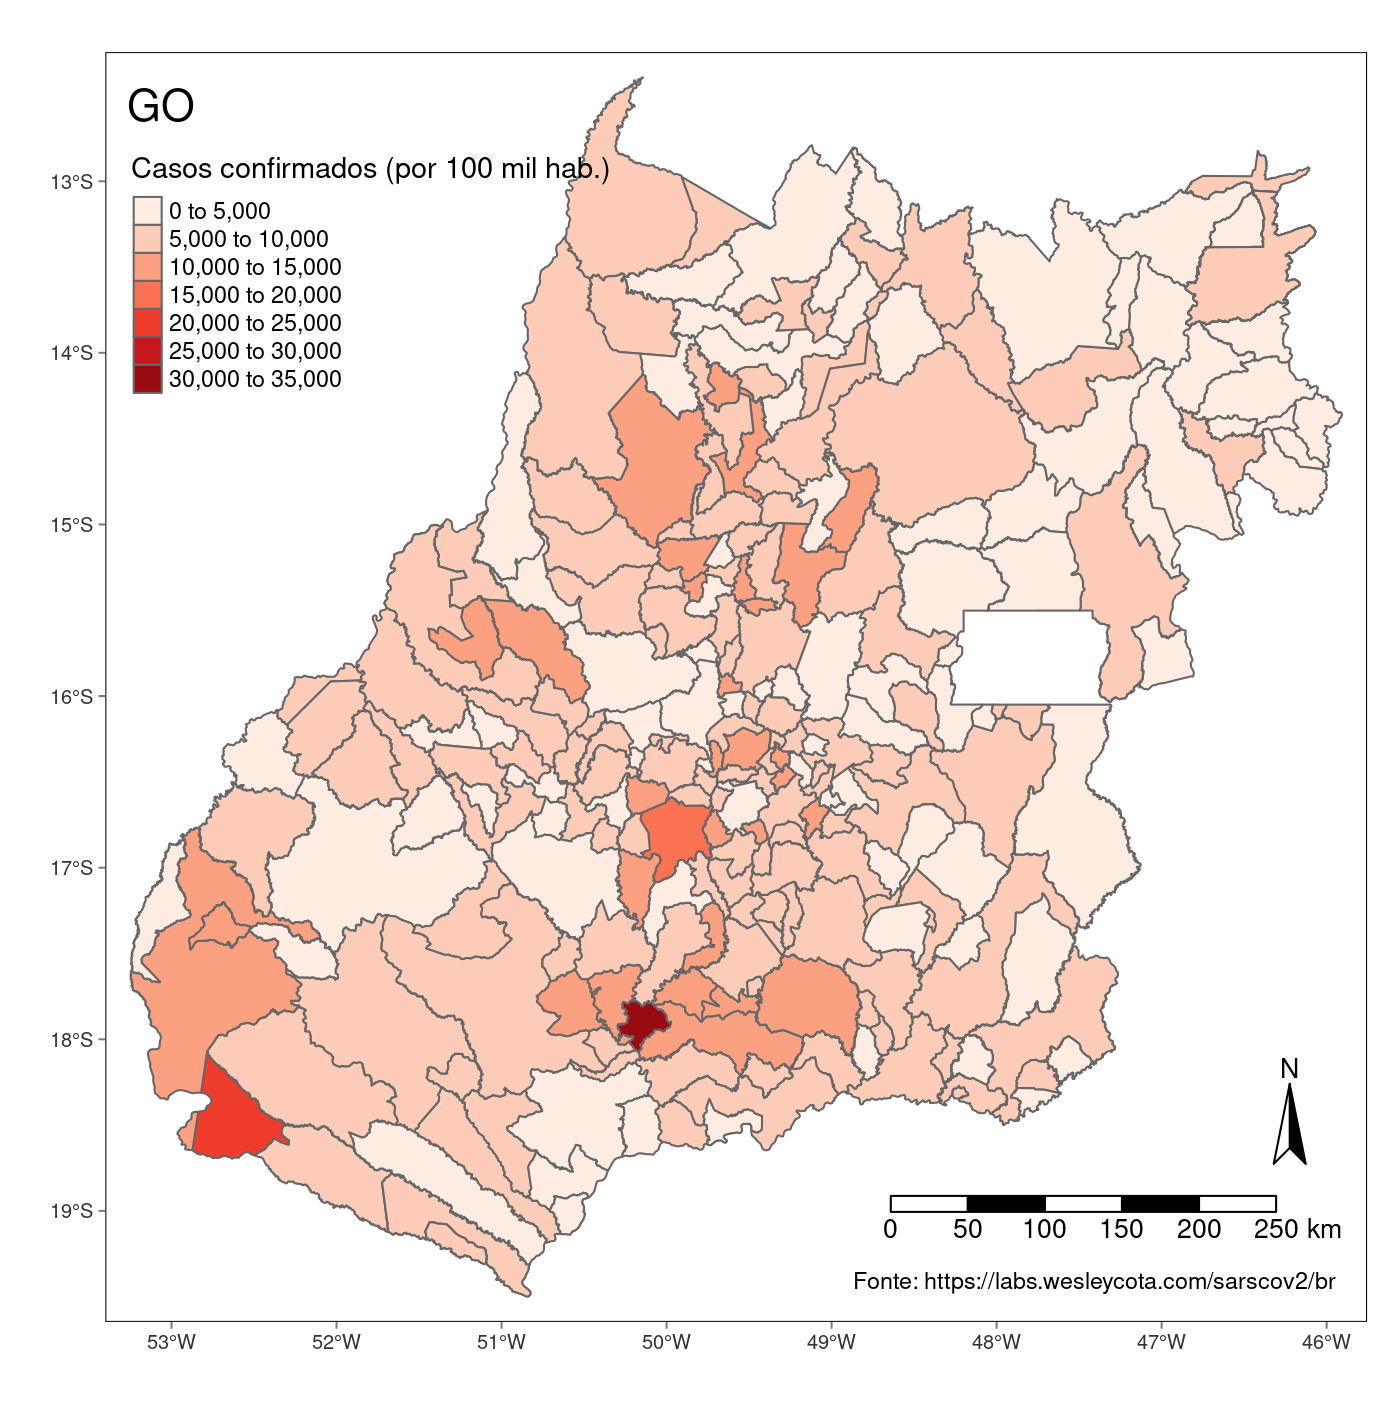 GO
Casos confirmados (por 100 mil hab.)
0 to 5,000
5,000 to 10,000
10,000 to 15,000
15,000 to 20,000
20,000 to 25,000
25,000 to 30,000
30,000 to 35,000
13°S
14°S
15°S
16°S
17°S
18°S
19°S
N
0 50 100 150 200 250 km
Fonte: https://labs.wesleycota.com/sarscov2/br
53°W 52°W 51°W 50°W 49°W 48°W 47°W 46°W